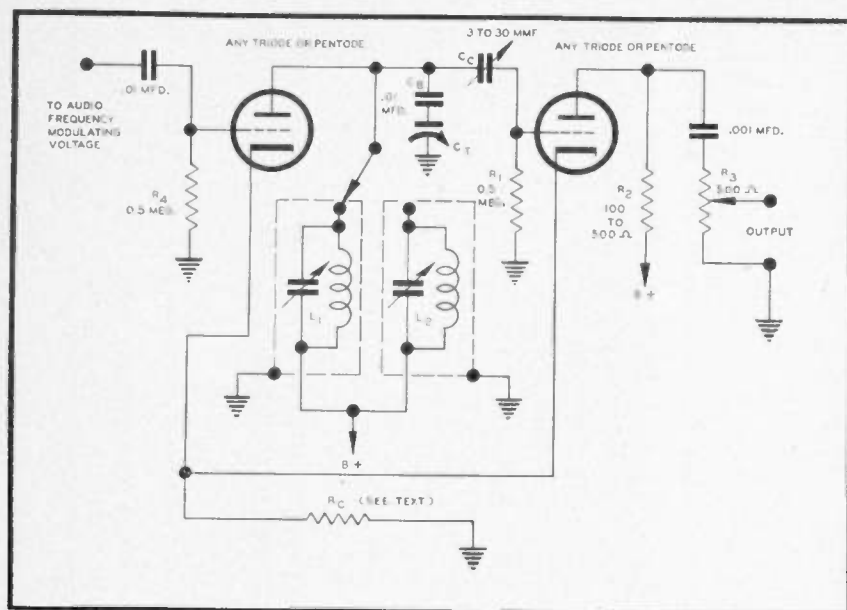 3 TO 30 MMF
ANY TRIODE OR PENTODE
ANY TRIODE OR PENTODE
CC
.01 MFD.
CB
.01
MFD.
.001 MFD.
TO AUDIO
FREQUENCY
MODULATING
VOLTAGE
CT
R4
0.5 MEG.
R1
0.5
MEG.
R2
100
TO
500 Ω
R3
500 Ω
OUTPUT
B +
L1
L2
B +
RC (SEE TEXT)